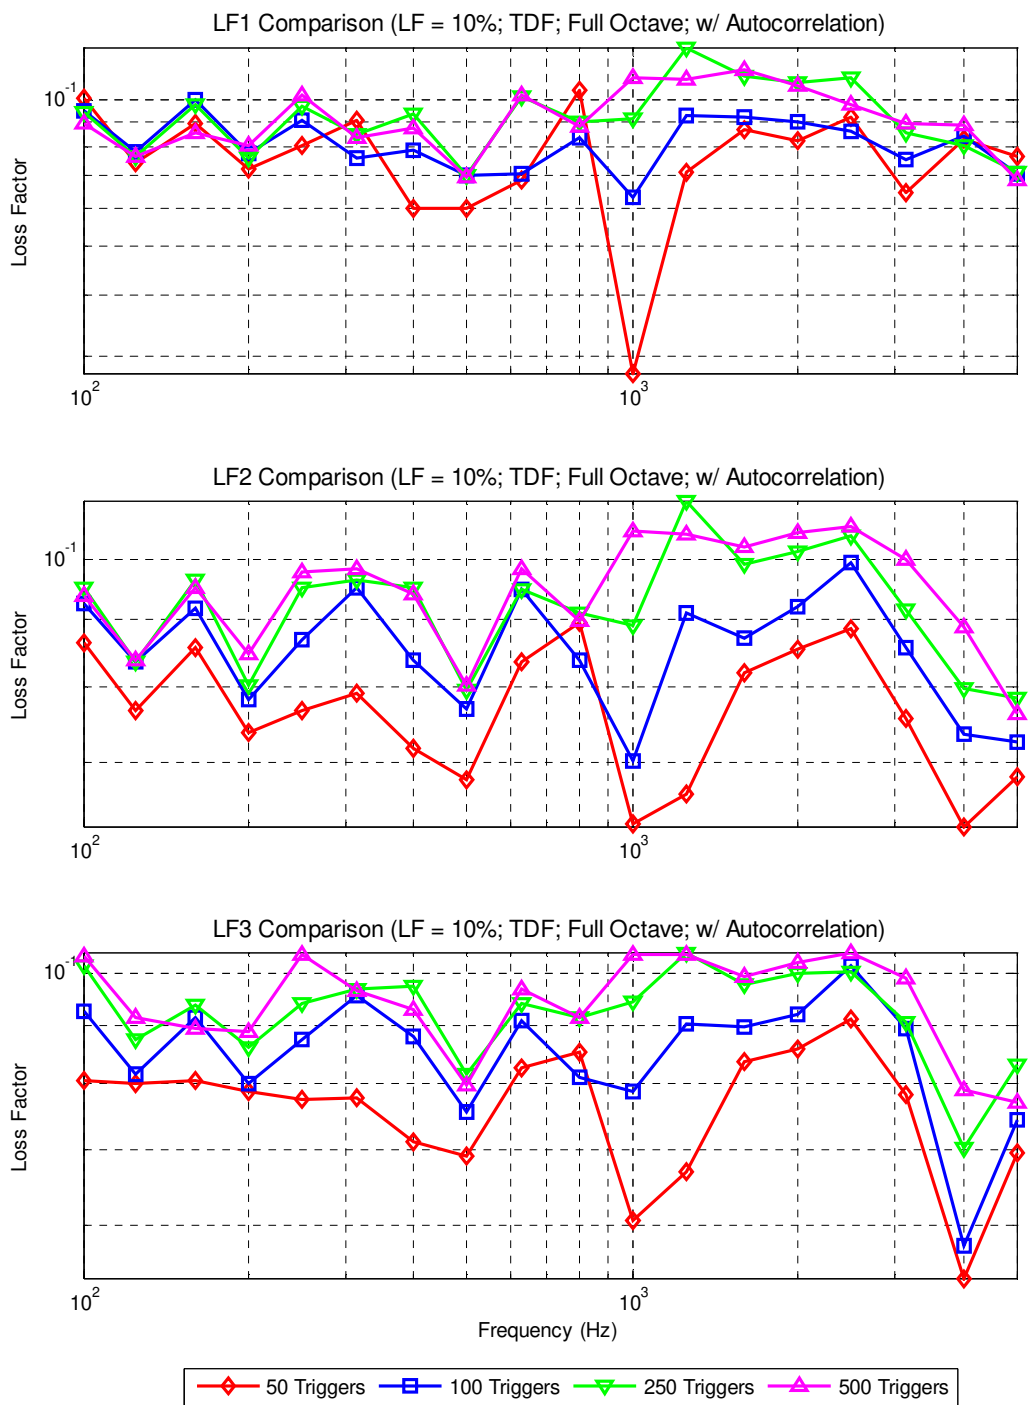 LF1 Comparison (LF = 10%; TDF; Full Octave; w/ Autocorrelation)
10^-1
Loss Factor
10^2 10^3
LF2 Comparison (LF = 10%; TDF; Full Octave; w/ Autocorrelation)
10^-1
Loss Factor
10^2 10^3
LF3 Comparison (LF = 10%; TDF; Full Octave; w/ Autocorrelation)
10^-1
Loss Factor
10^2 10^3
Frequency (Hz)
50 Triggers 100 Triggers 250 Triggers 500 Triggers